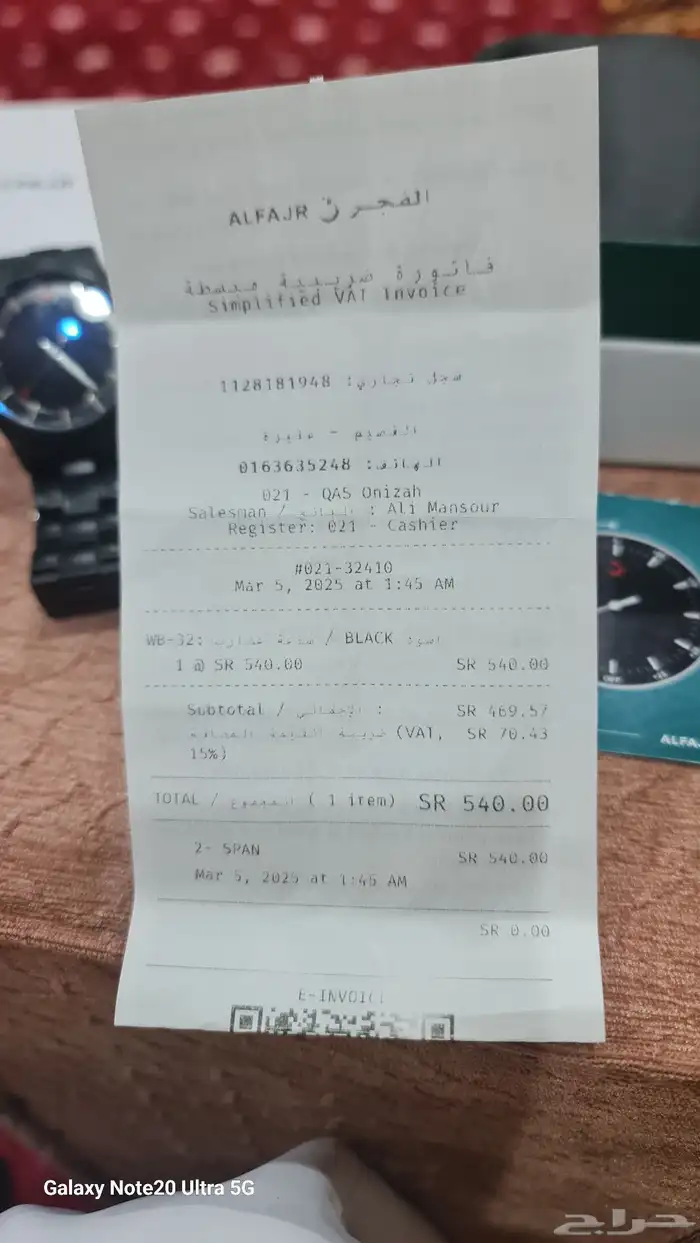 ALFAJR الفجر
فاتورة ضريبية مبسطة
Simplified VAT Invoice
سجل تجاري: 1128181948
القصيم - عنيزة
الهاتف: 0163635248
021 - QAS Onizah
Salesman / البائع : Ali Mansour
Register: 021 - Cashier
#021-32410
Mar 5, 2025 at 1:45 AM
WB-32: ساعة عقارب / BLACK اسود
1 @ SR 540.00 SR 540.00
Subtotal / الإجمالي : SR 469.57
ضريبة القيمة المضافة (VAT, SR 70.43
15%)
TOTAL / المجموع ( 1 item) SR 540.00
2- SPAN SR 540.00
Mar 5, 2025 at 1:45 AM
SR 0.00
E-INVOICE
ALFA
Galaxy Note20 Ultra 5G
حراج